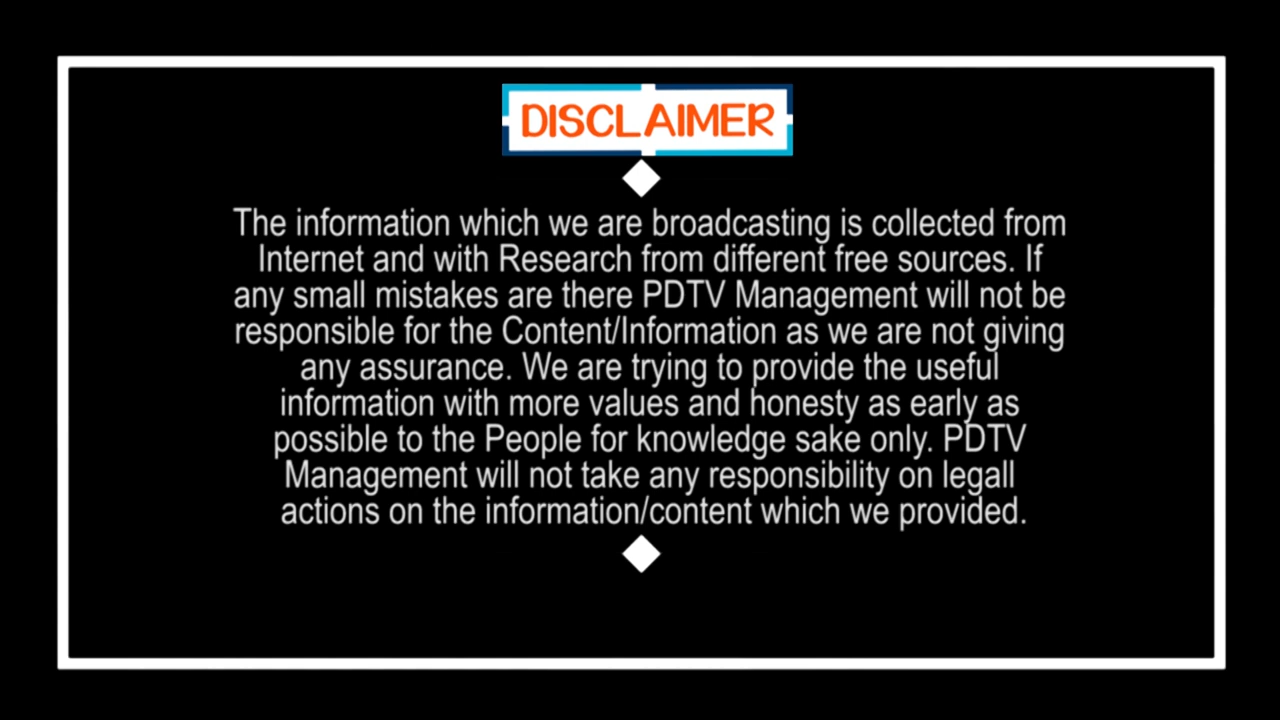 DISCLAIMER
The information which we are broadcasting is collected from
Internet and with Research from different free sources. If
any small mistakes are there PDTV Management will not be
responsible for the Content/Information as we are not giving
any assurance. We are trying to provide the useful
information with more values and honesty as early as
possible to the People for knowledge sake only. PDTV
Management will not take any responsibility on legall
actions on the information/content which we provided.